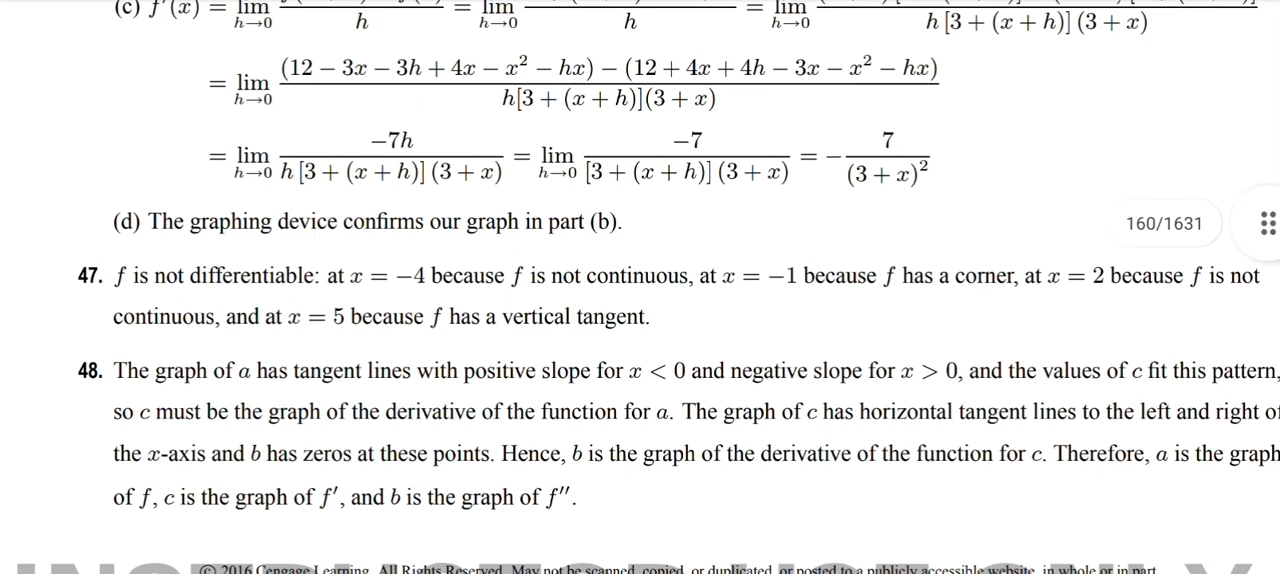 (c) f′(x) = lim h→0 / h = lim h→0 / h = lim h→0 / h [3 + (x + h)] (3 + x)
= lim h→0 (12 − 3x − 3h + 4x − x² − hx) − (12 + 4x + 4h − 3x − x² − hx) / h[3 + (x + h)](3 + x)
= lim h→0 −7h / h [3 + (x + h)] (3 + x) = lim h→0 −7 / [3 + (x + h)] (3 + x) = − 7 / (3 + x)²
(d) The graphing device confirms our graph in part (b).
160/1631
47. f is not differentiable: at x = −4 because f is not continuous, at x = −1 because f has a corner, at x = 2 because f is not
continuous, and at x = 5 because f has a vertical tangent.
48. The graph of a has tangent lines with positive slope for x < 0 and negative slope for x > 0, and the values of c fit this pattern,
so c must be the graph of the derivative of the function for a. The graph of c has horizontal tangent lines to the left and right of
the x-axis and b has zeros at these points. Hence, b is the graph of the derivative of the function for c. Therefore, a is the graph
of f, c is the graph of f′, and b is the graph of f″.
© 2016 Cengage Learning. All Rights Reserved. May not be scanned, copied, or duplicated, or posted to a publicly accessible website, in whole or in part.